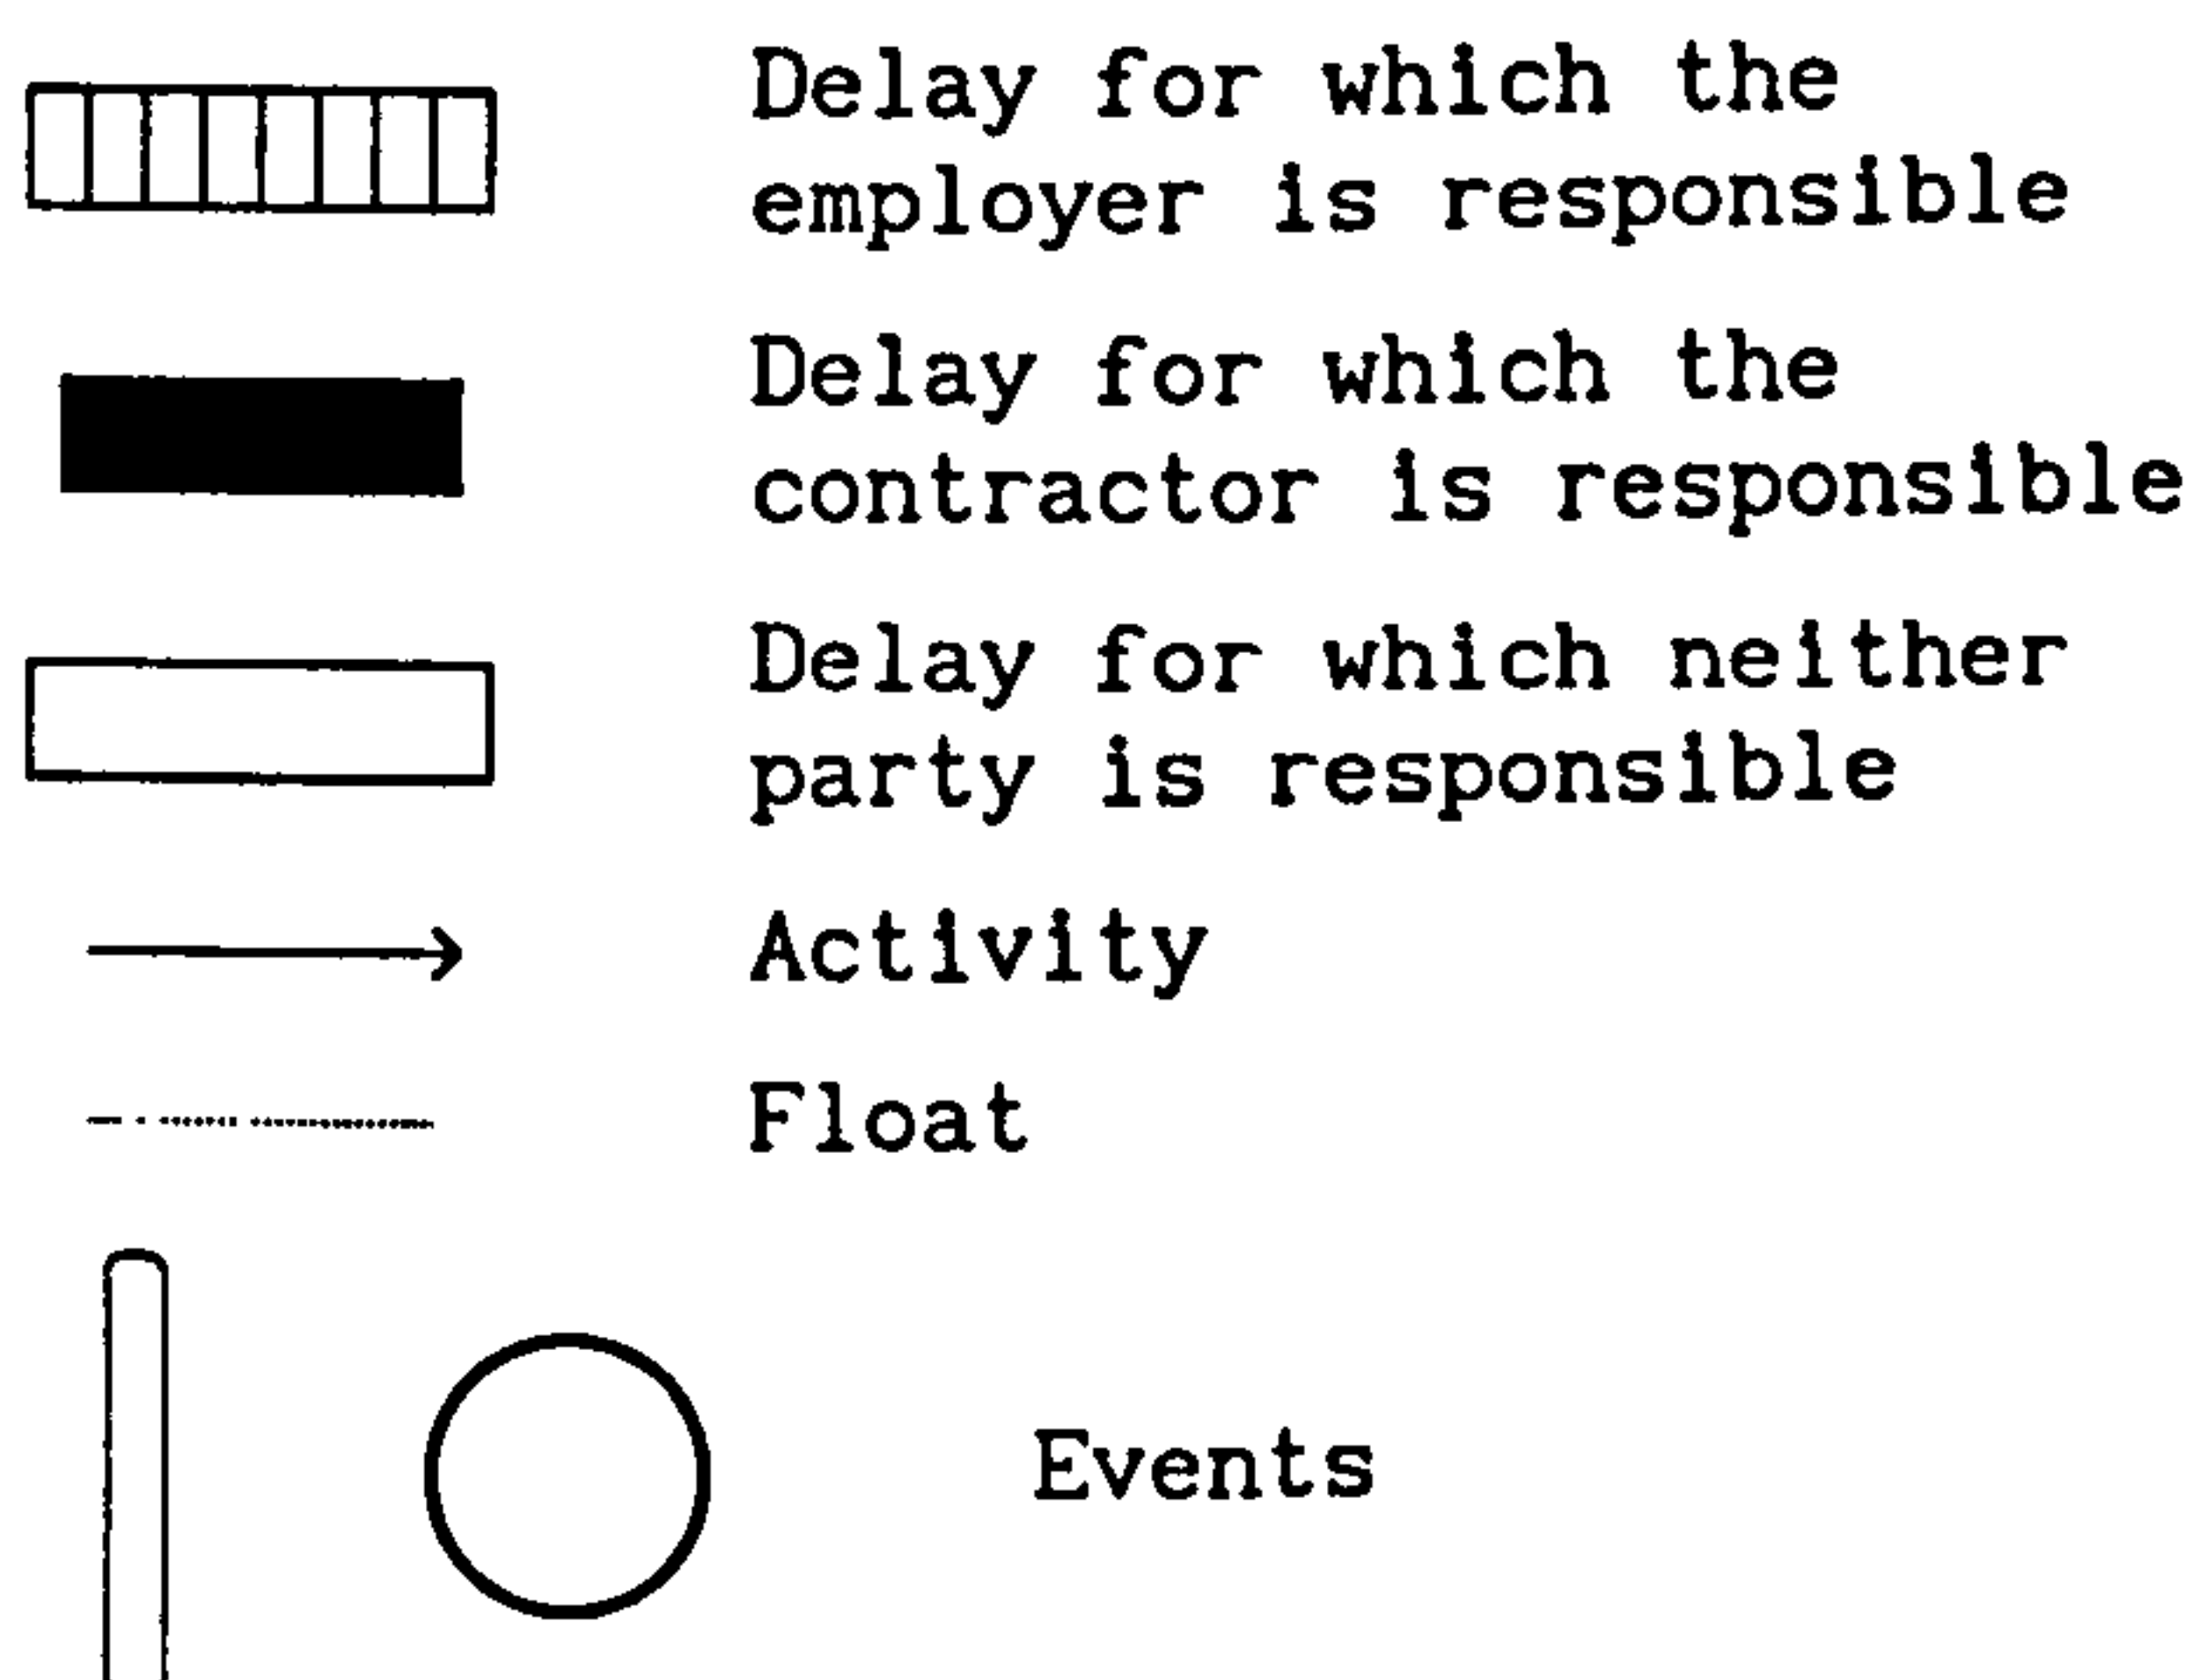 Delay for which the
employer is responsible
Delay for which the
contractor is responsible
Delay for which neither
party is responsible
Activity
Float
Events